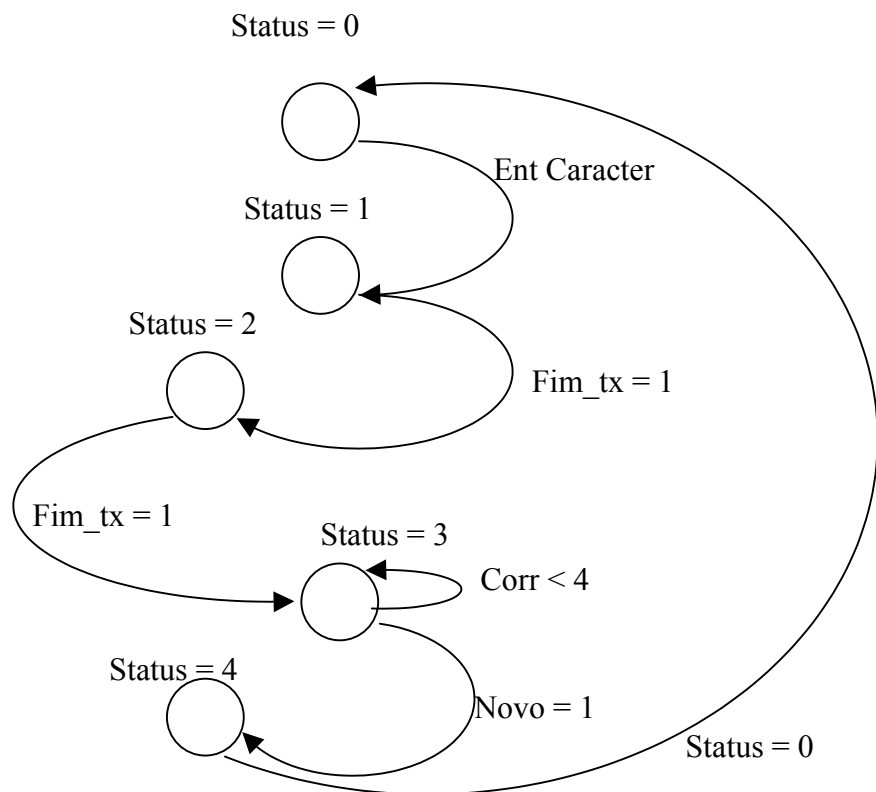 Status = 0
Ent Caracter
Status = 1
Status = 2
Fim_tx = 1
Fim_tx = 1
Status = 3
Corr < 4
Status = 4
Novo = 1
Status = 0